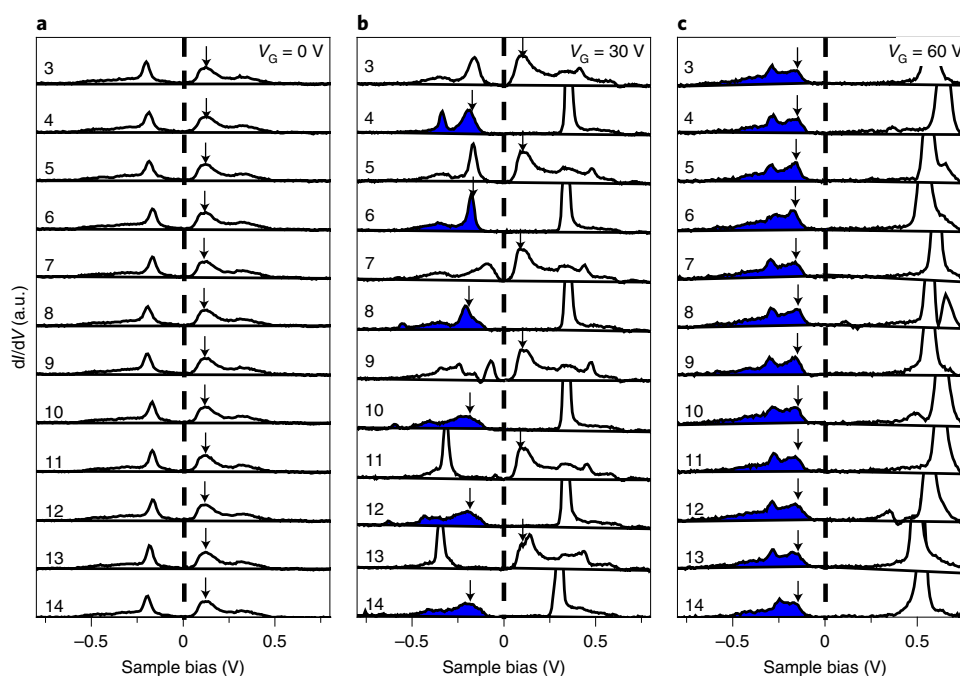 a
b
c
V_G = 0 V
V_G = 30 V
V_G = 60 V
dI//dV (a.u.)
3
4
5
6
7
8
9
10
11
12
13
14
3
4
5
6
7
8
9
10
11
12
13
14
3
4
5
6
7
8
9
10
11
12
13
14
−0.5 0 0.5
−0.5 0 0.5
−0.5 0 0.5
Sample bias (V)
Sample bias (V)
Sample bias (V)